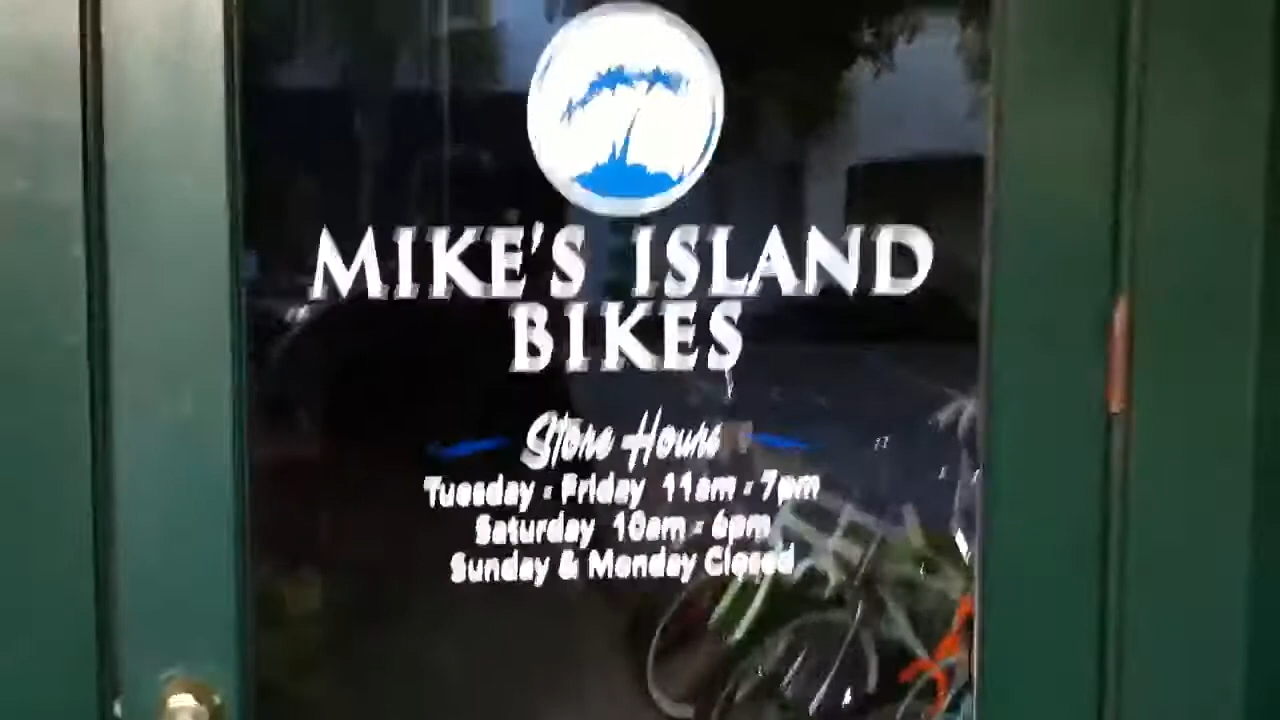 MIKE'S ISLAND
BIKES
Store Hours
Tuesday - Friday 11am - 7pm
Saturday 10am - 6pm
Sunday & Monday Closed